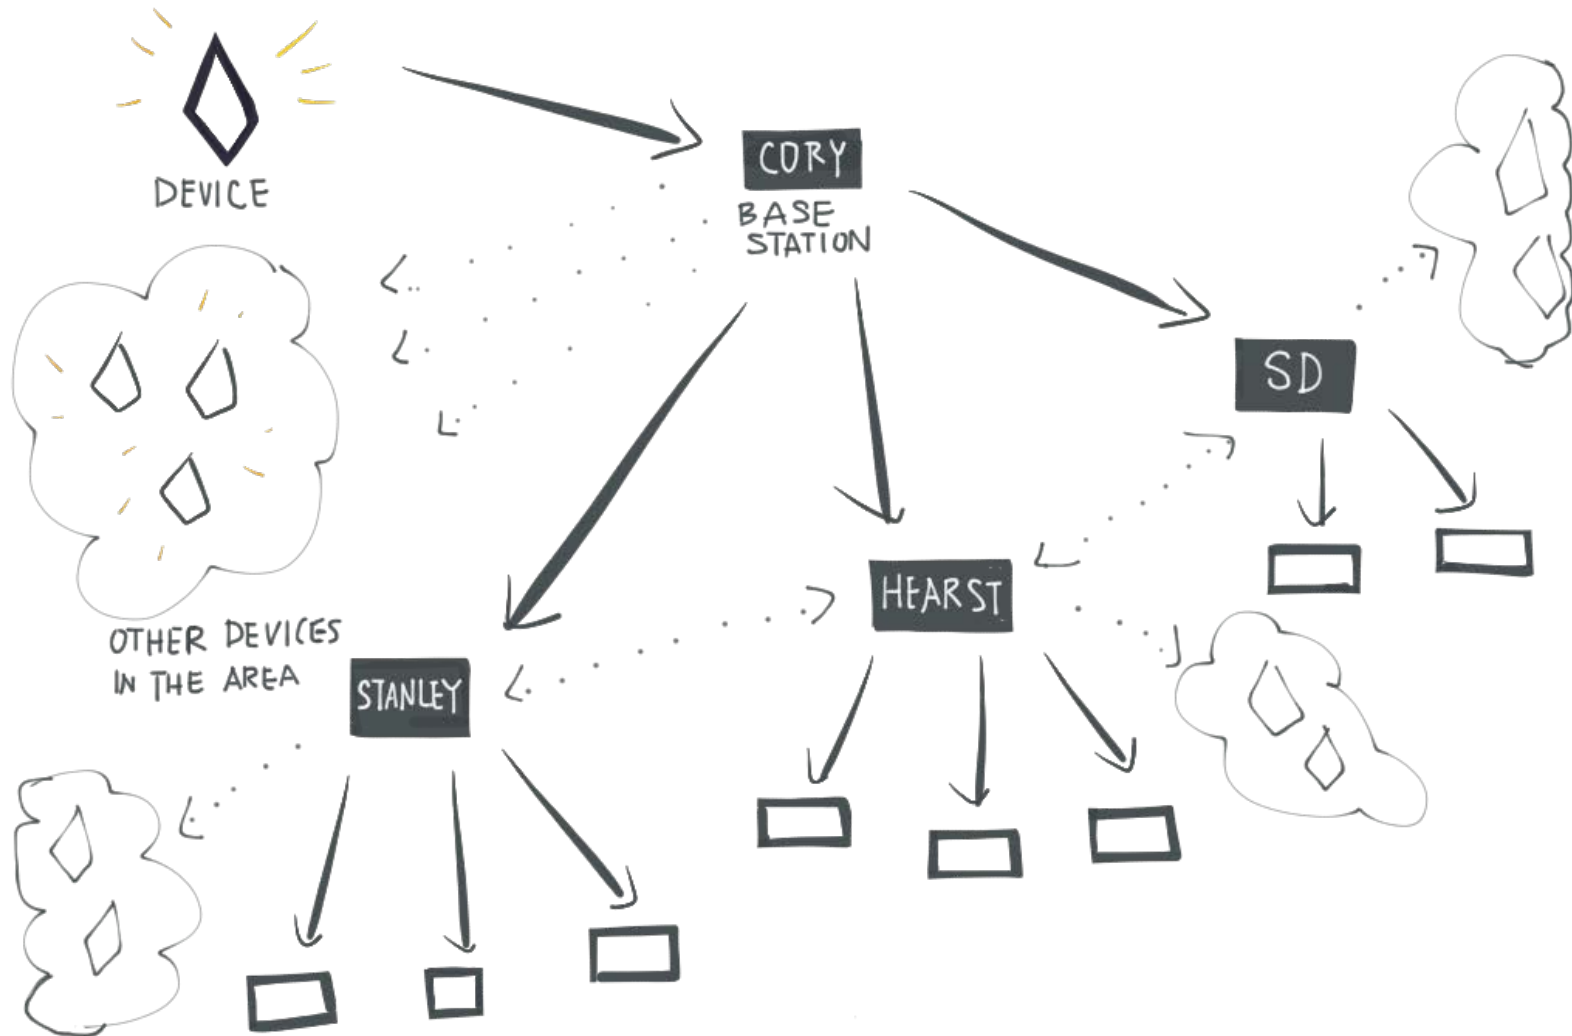 DEVICE
CORY
BASE
STATION
SD
HEARST
OTHER DEVICES
IN THE AREA
STANLEY